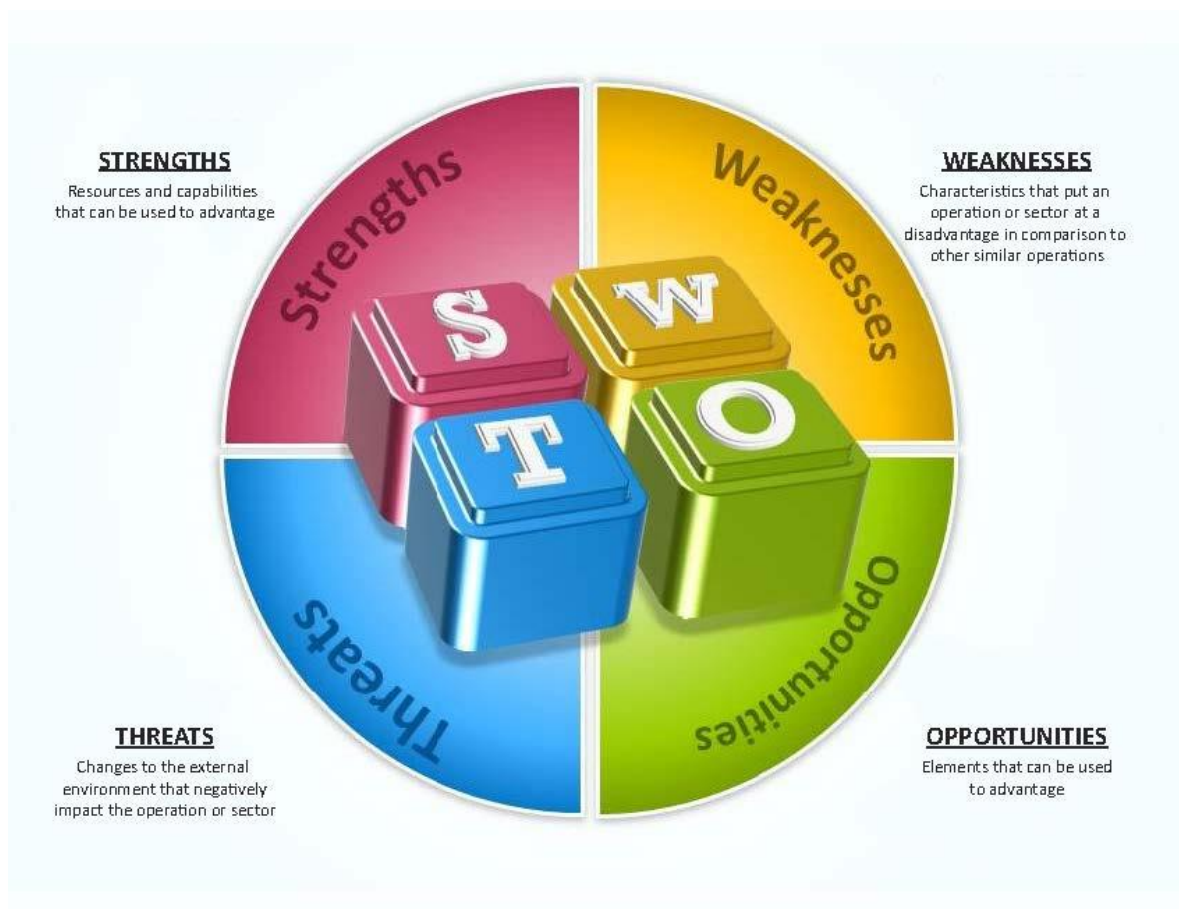 STRENGTHS
Resources and capabilities
that can be used to advantage
WEAKNESSES
Characteristics that put an
operation or sector at a
disadvantage in comparison to
other similar operations
Strengths
Weaknesses
S
W
T
O
Threats
Opportunities
THREATS
Changes to the external
environment that negatively
impact the operation or sector
OPPORTUNITIES
Elements that can be used
to advantage